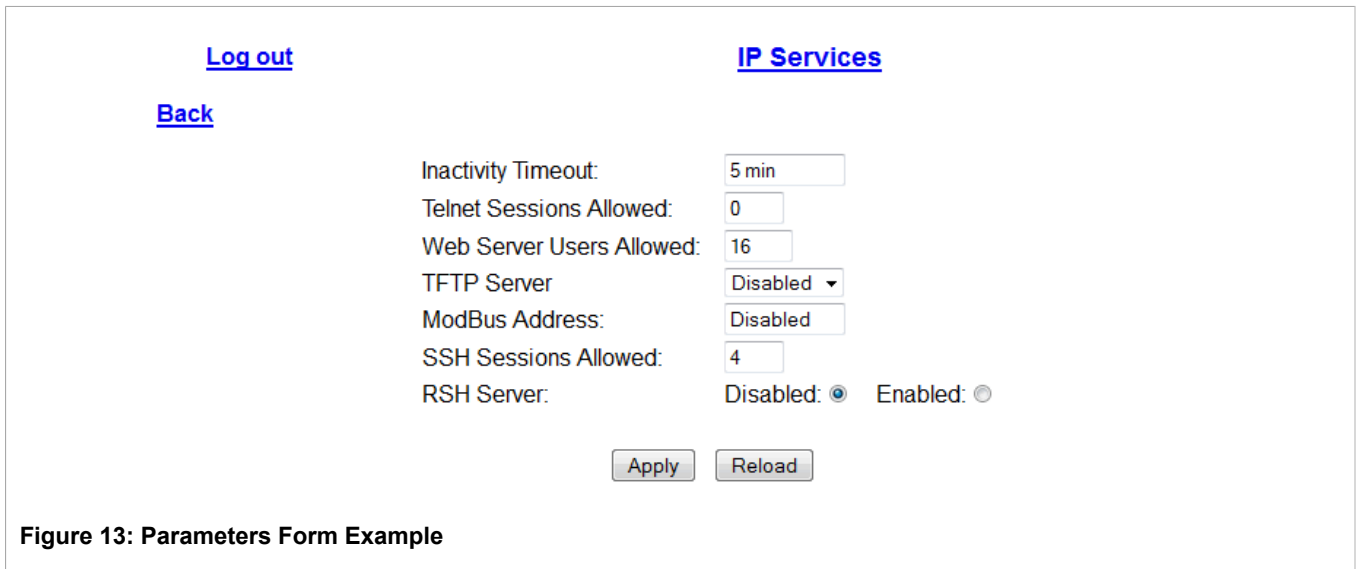 Log out IP Services
Back
Inactivity Timeout: 5 min
Telnet Sessions Allowed: 0
Web Server Users Allowed: 16
TFTP Server Disabled
ModBus Address: Disabled
SSH Sessions Allowed: 4
RSH Server: Disabled: Enabled:
Apply Reload
Figure 13: Parameters Form Example